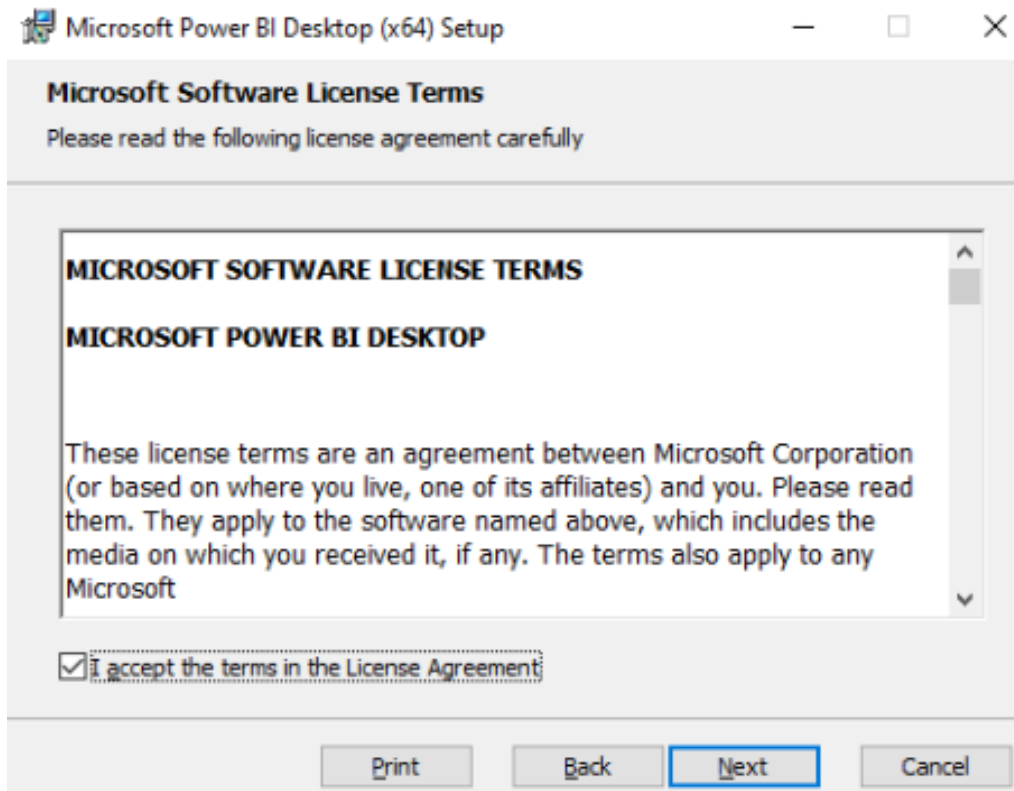 Microsoft Power BI Desktop (x64) Setup
Microsoft Software License Terms
Please read the following license agreement carefully
MICROSOFT SOFTWARE LICENSE TERMS
MICROSOFT POWER BI DESKTOP
These license terms are an agreement between Microsoft Corporation
(or based on where you live, one of its affiliates) and you. Please read
them. They apply to the software named above, which includes the
media on which you received it, if any. The terms also apply to any
Microsoft
I accept the terms in the License Agreement
Print Back Next Cancel